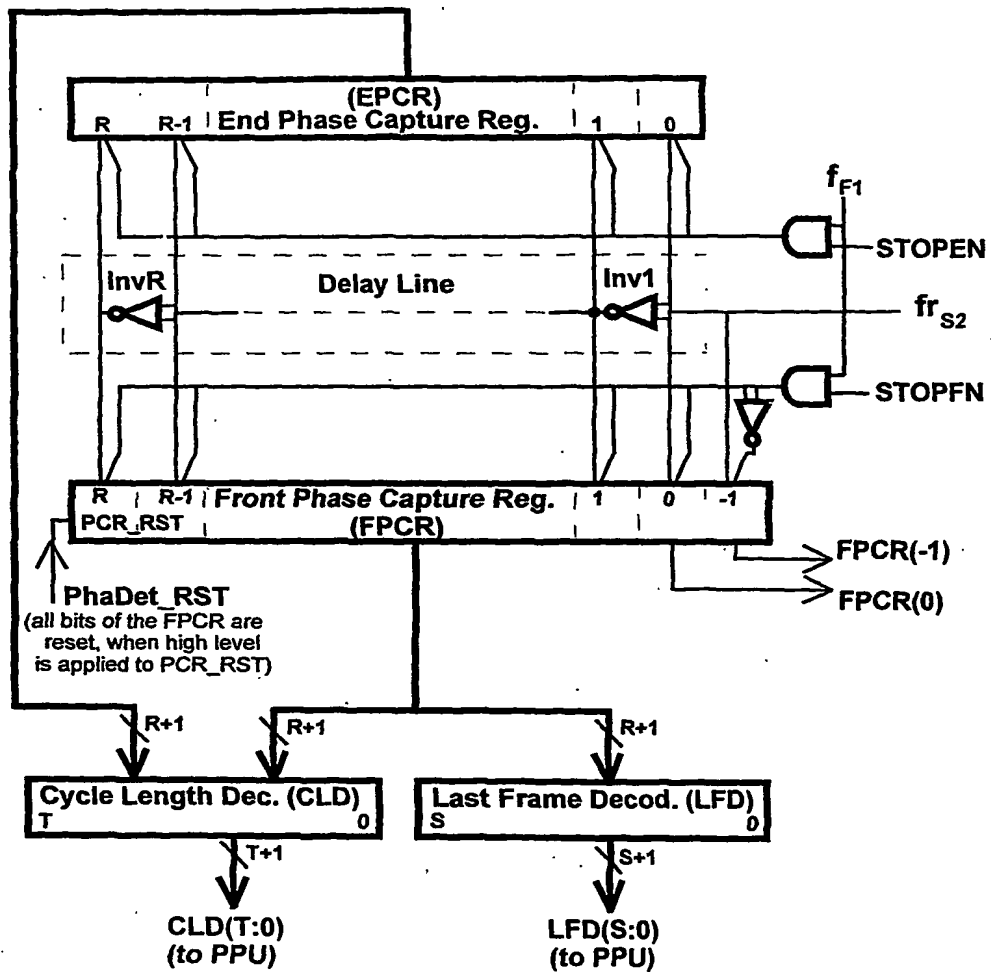 (EPCR)
R R-1 End Phase Capture Reg. 1 0
f_F1
STOPEN
InvR Delay Line Inv1
fr_S2
STOPFN
R R-1 Front Phase Capture Reg. 1 0 -1
PCR_RST (FPCR)
FPCR(-1)
PhaDet_RST
FPCR(0)
(all bits of the FPCR are
reset, when high level
is applied to PCR_RST)
R+1 R+1 R+1
Cycle Length Dec. (CLD)
T 0
Last Frame Decod. (LFD)
S 0
T+1 S+1
CLD(T:0)
(to PPU)
LFD(S:0)
(to PPU)